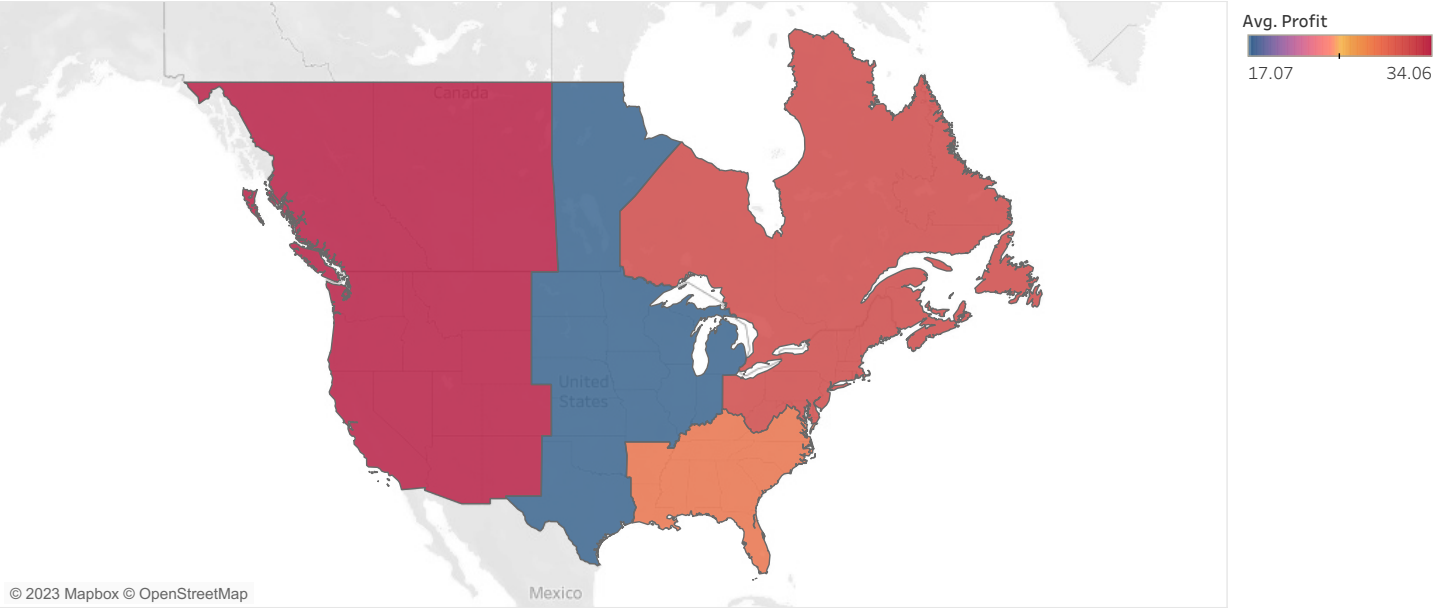 Avg. Profit
17.07 34.06
Canada
United
States
Mexico
© 2023 Mapbox © OpenStreetMap